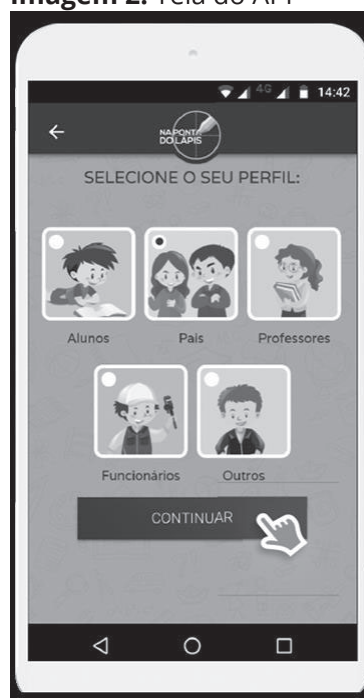 Imagem 2: Tela do APP
4G 14:42
NA PONTA
DO LÁPIS
SELECIONE O SEU PERFIL:
Alunos Pais Professores
Funcionários Outros
CONTINUAR